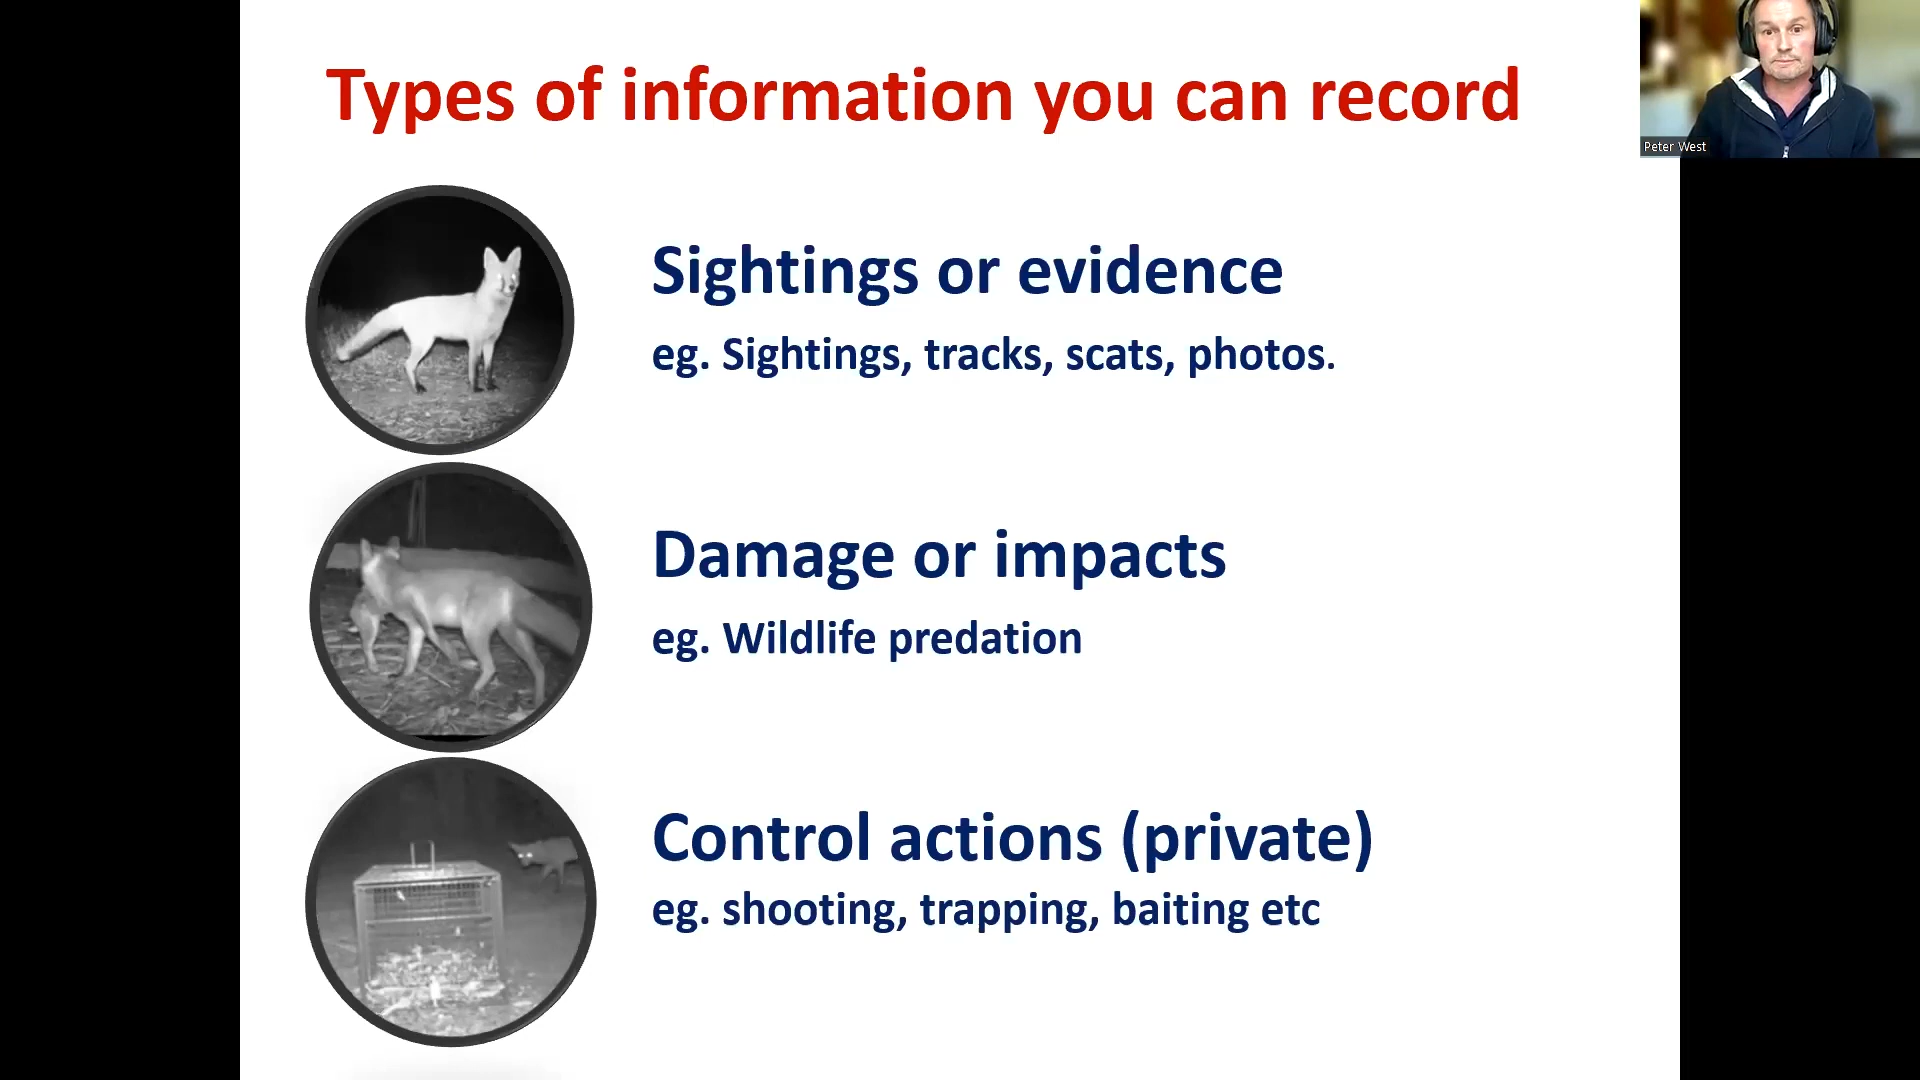 Types of information you can record
Peter West
Sightings or evidence
eg. Sightings, tracks, scats, photos.
Damage or impacts
eg. Wildlife predation
Control actions (private)
eg. shooting, trapping, baiting etc